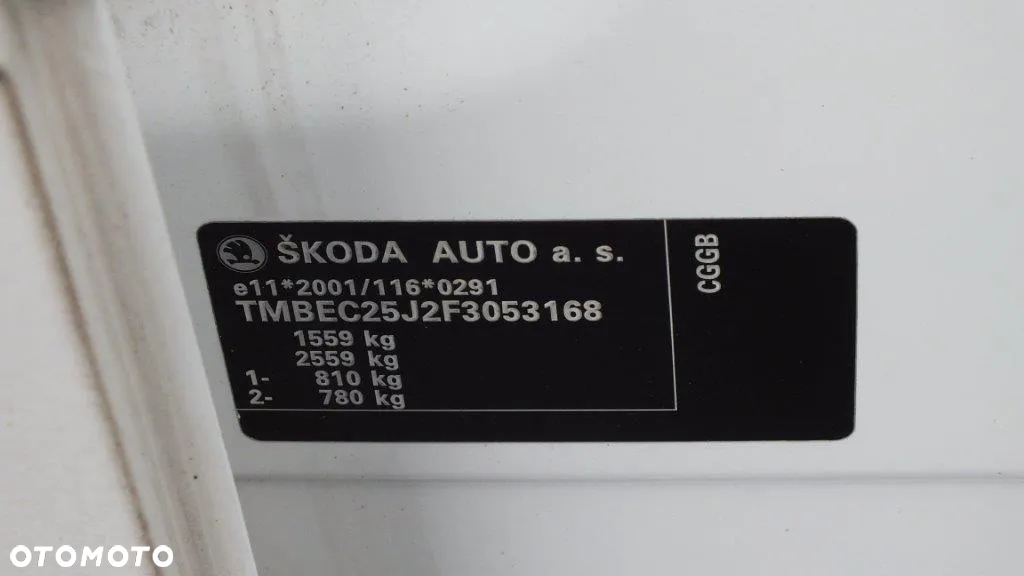 ŠKODA AUTO a. s.
e11*2001/116*0291
TMBEC25J2F3053168
1559 kg
2559 kg
1- 810 kg
2- 780 kg
CGGB
OTOMOTO